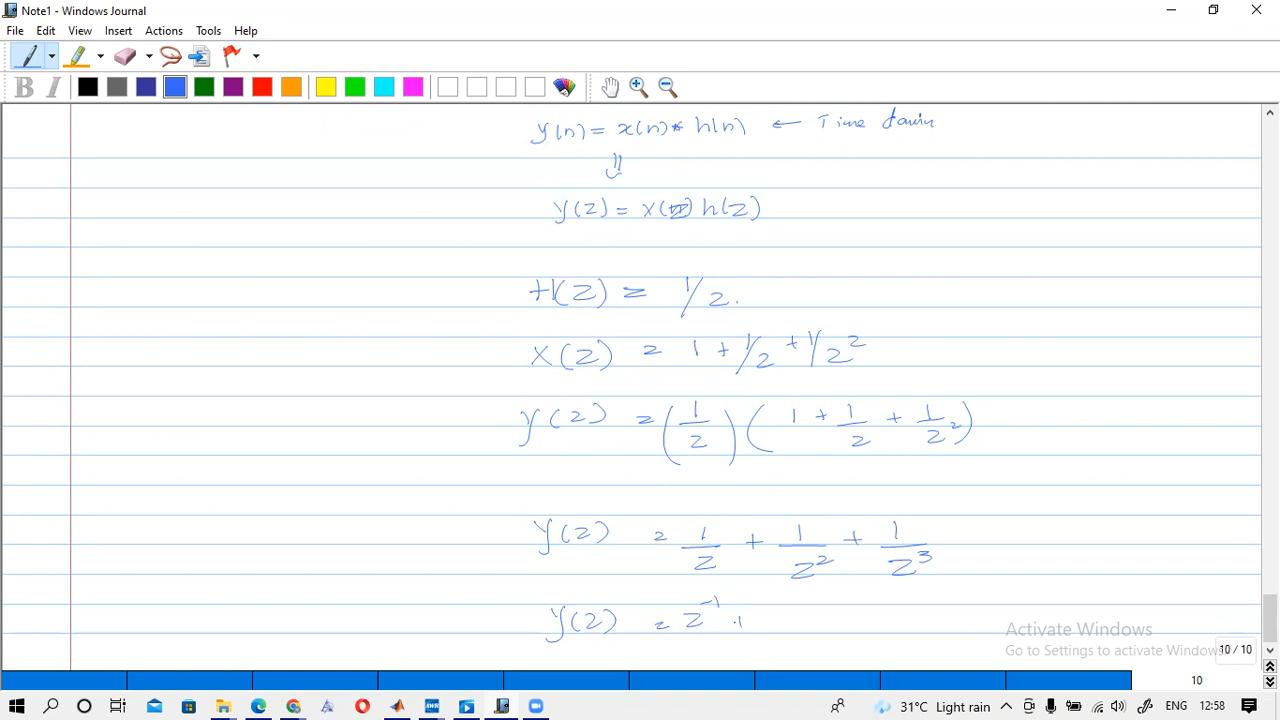 Note1 - Windows Journal
File Edit View Insert Actions Tools Help
B I
y(n) = x(n)* h(n) ← Time
⇓
y(z) = x(z) h(z)
H(z) = 1/z.
X(z) = 1 + 1/z + 1/z²
y(z) = (1/z) (1 + 1/z + 1/z²)
y(z) = 1/z + 1/z² + 1/z³
y(z) = z⁻¹
Activate Windows
Go to Settings to activate Windows.
10 / 10
10
31°C Light rain ENG 12:58